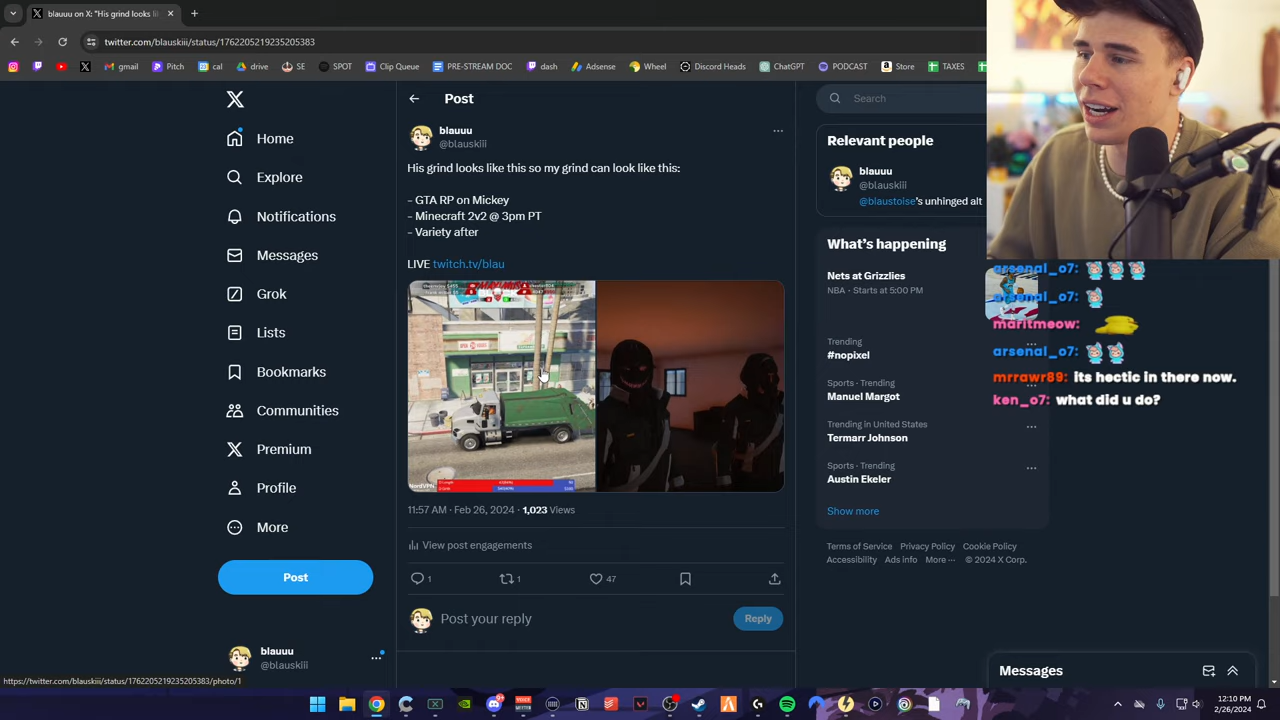 blauuu on X: "His grind looks li
twitter.com/blauskiii/status/1762205219235205383
gmail
Pitch
cal
drive
SE
SPOT
Clip Queue
PRE-STREAM DOC
dash
Adsense
Wheel
Discord Heads
ChatGPT
PODCAST
Store
TAXES
Home
Explore
Notifications
Messages
Grok
Lists
Bookmarks
Communities
Premium
Profile
More
Post
blauuu
@blauskiii
Post
blauuu
@blauskiii
His grind looks like this so my grind can look like this:
- GTA RP on Mickey
- Minecraft 2v2 @ 3pm PT
- Variety after
LIVE twitch.tv/blau
NordVPN
11:57 AM · Feb 26, 2024 · 1,023 Views
View post engagements
1
1
47
Post your reply
Reply
Search
Relevant people
blauuu
@blauskiii
@blaustoise's unhinged alt
What's happening
Nets at Grizzlies
NBA · Starts at 5:00 PM
Trending
#nopixel
Sports · Trending
Manuel Margot
Trending in United States
Termarr Johnson
Sports · Trending
Austin Ekeler
Show more
Terms of Service Privacy Policy Cookie Policy
Accessibility Ads info More ··· © 2024 X Corp.
arsenal_o7:
arsenal_o7:
maritmeow:
arsenal_o7:
mrrawr89: its hectic in there now.
ken_o7: what did u do?
Messages
https://twitter.com/blauskiii/status/1762205219235205383/photo/1
9+
12:10 PM
2/26/2024